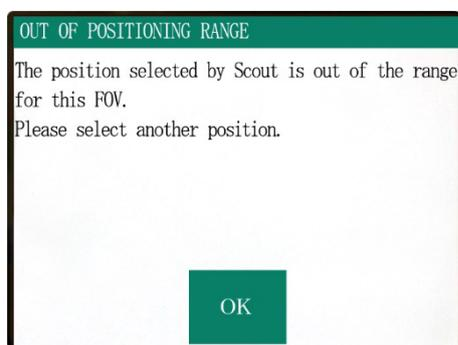 OUT OF POSITIONING RANGE
The position selected by Scout is out of the range
for this FOV.
Please select another position.
OK